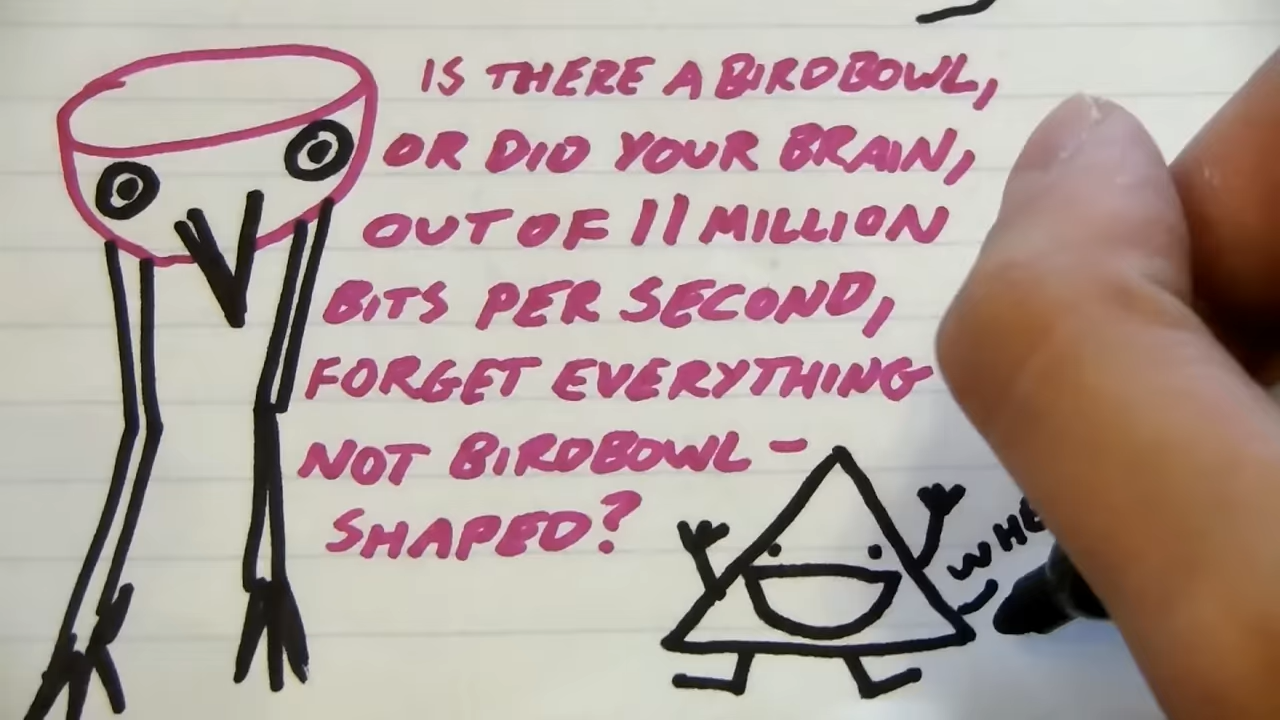 IS THERE A BIRDBOWL,
OR DID YOUR BRAIN,
OUT OF 11 MILLION
BITS PER SECOND,
FORGET EVERYTHING
NOT BIRDBOWL-
SHAPED?